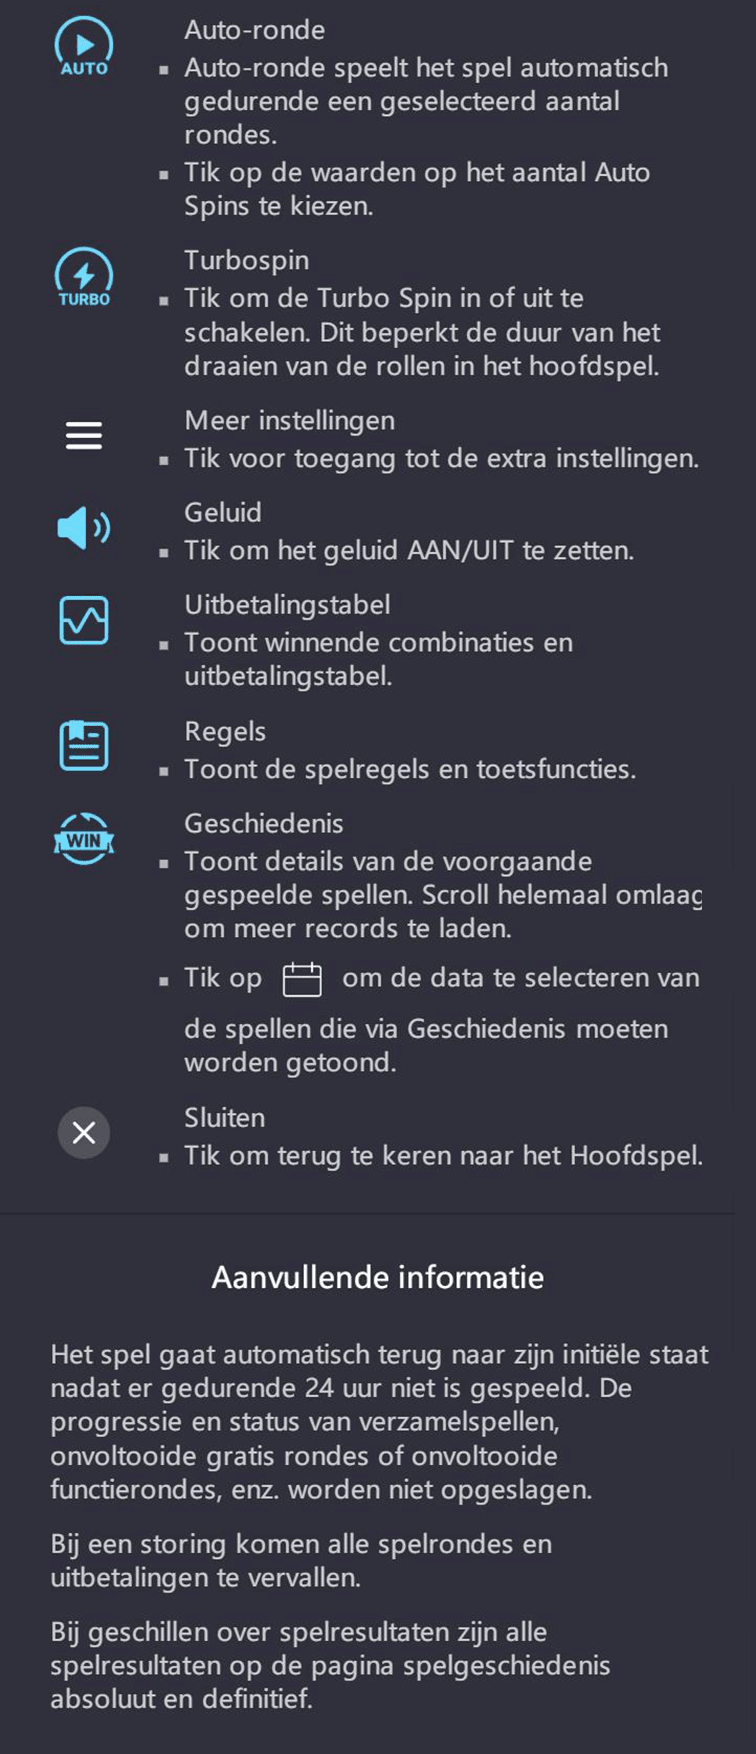 Auto-ronde
AUTO
▪ Auto-ronde speelt het spel automatisch
gedurende een geselecteerd aantal
rondes.
▪ Tik op de waarden op het aantal Auto
Spins te kiezen.
Turbospin
TURBO
▪ Tik om de Turbo Spin in of uit te
schakelen. Dit beperkt de duur van het
draaien van de rollen in het hoofdspel.
Meer instellingen
▪ Tik voor toegang tot de extra instellingen.
Geluid
▪ Tik om het geluid AAN/UIT te zetten.
Uitbetalingstabel
▪ Toont winnende combinaties en
uitbetalingstabel.
Regels
▪ Toont de spelregels en toetsfuncties.
Geschiedenis
WIN
▪ Toont details van de voorgaande
gespeelde spellen. Scroll helemaal omlaag
om meer records te laden.
▪ Tik op om de data te selecteren van
de spellen die via Geschiedenis moeten
worden getoond.
Sluiten
▪ Tik om terug te keren naar het Hoofdspel.
Aanvullende informatie
Het spel gaat automatisch terug naar zijn initiële staat
nadat er gedurende 24 uur niet is gespeeld. De
progressie en status van verzamelspellen,
onvoltooide gratis rondes of onvoltooide
functierondes, enz. worden niet opgeslagen.
Bij een storing komen alle spelrondes en
uitbetalingen te vervallen.
Bij geschillen over spelresultaten zijn alle
spelresultaten op de pagina spelgeschiedenis
absoluut en definitief.